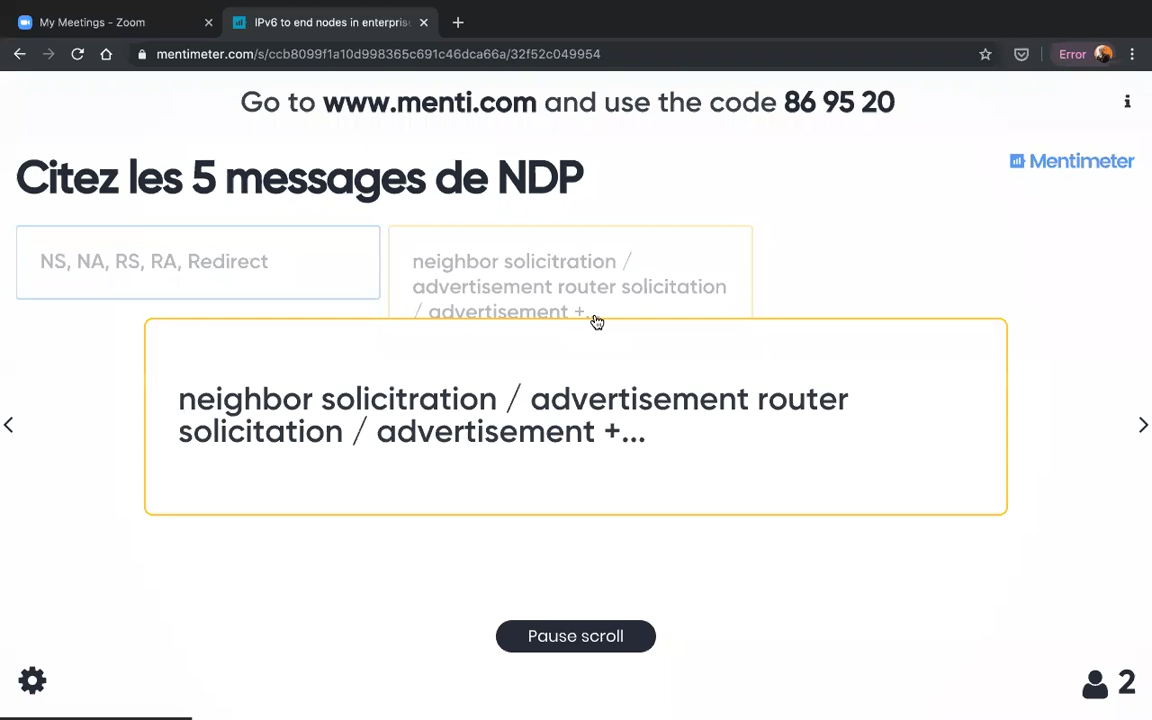 My Meetings - Zoom
IPv6 to end nodes in enterpris
mentimeter.com/s/ccb8099f1a10d998365c691c46dca66a/32f52c049954
Error
Go to www.menti.com and use the code 86 95 20
Citez les 5 messages de NDP
Mentimeter
NS, NA, RS, RA, Redirect
neighbor solicitration /
advertisement router solicitation
/ advertisement +...
neighbor solicitration / advertisement router
solicitation / advertisement +...
Pause scroll
2